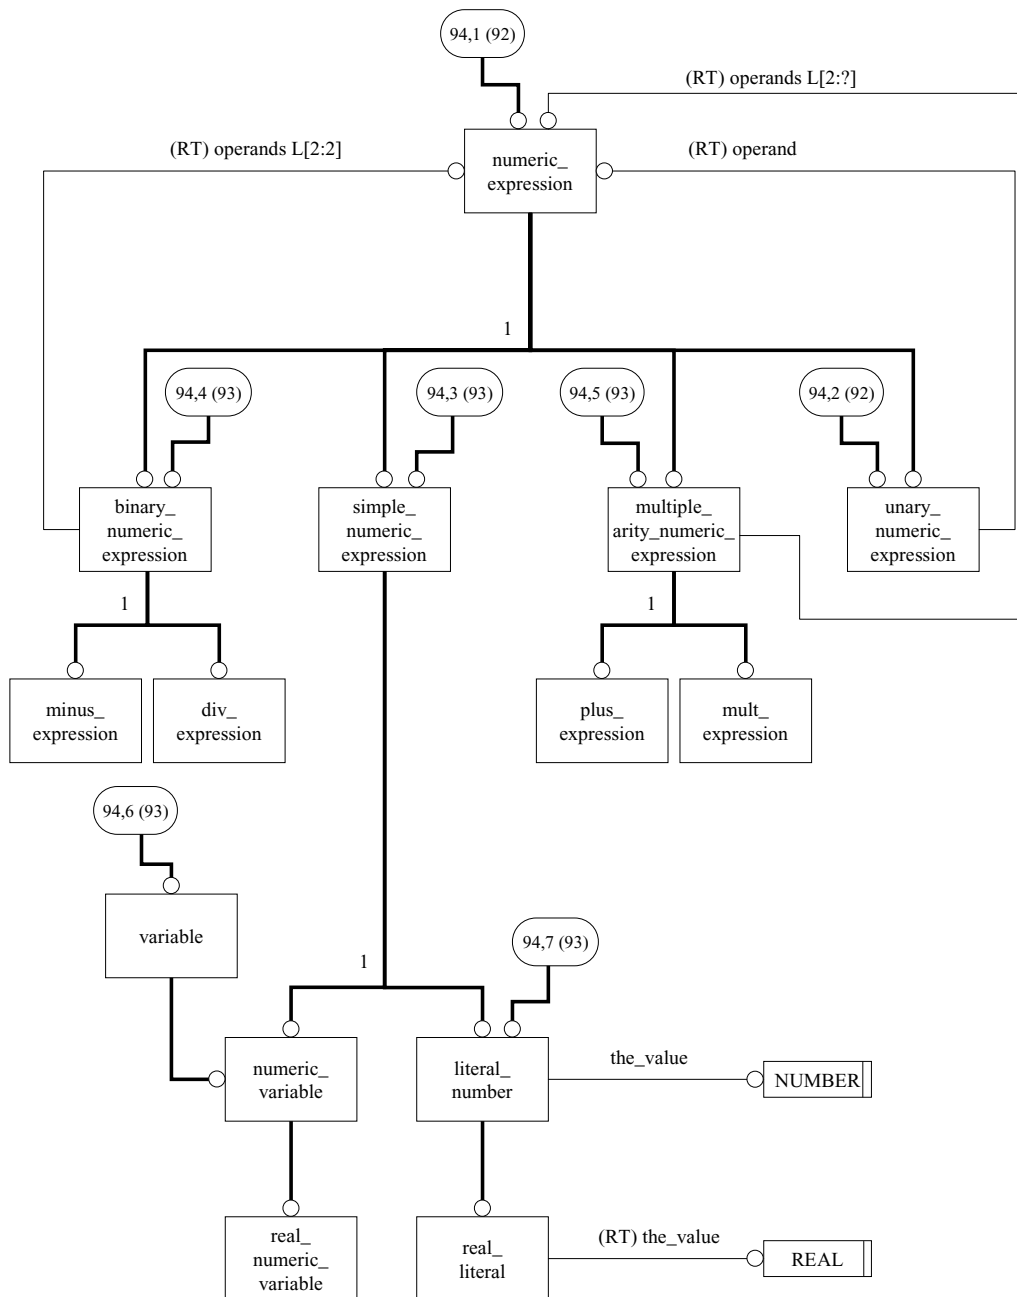 94,1 (92)
(RT) operands L[2:?]
(RT) operands L[2:2]
(RT) operand
numeric_
expression
1
94,4 (93)
94,3 (93)
94,5 (93)
94,2 (92)
binary_
numeric_
expression
simple_
numeric_
expression
multiple_
arity_numeric_
expression
unary_
numeric_
expression
1
1
minus_
expression
div_
expression
plus_
expression
mult_
expression
94,6 (93)
variable
94,7 (93)
1
numeric_
variable
literal_
number
the_value
NUMBER
real_
numeric_
variable
real_
literal
(RT) the_value
REAL